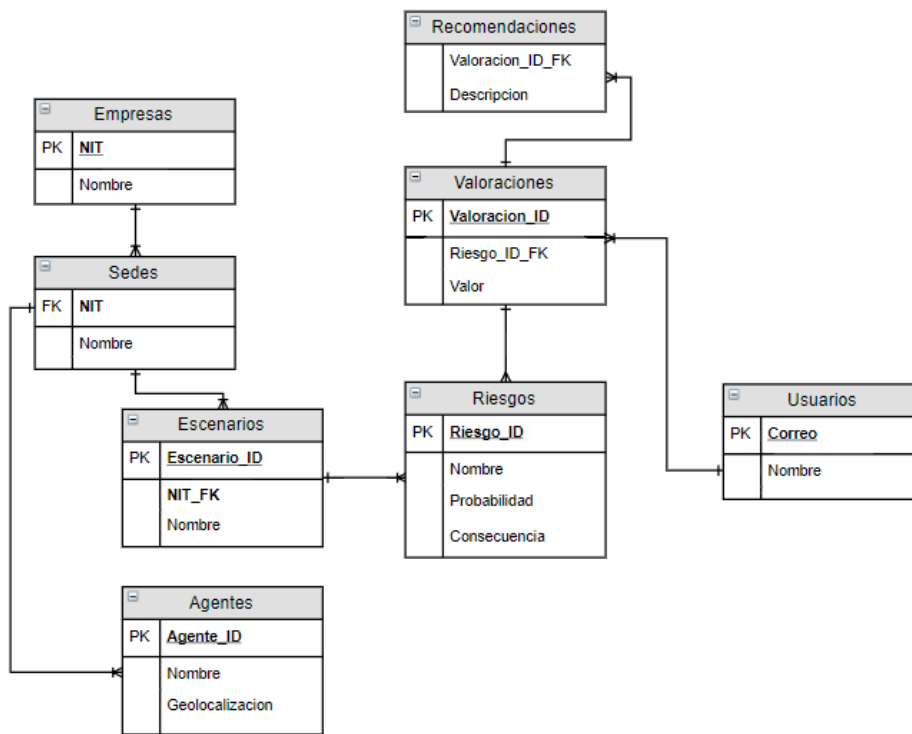 Recomendaciones
Valoracion_ID_FK
Descripcion
Empresas
PK NIT
Nombre
Sedes
FK NIT
Nombre
Valoraciones
PK Valoracion_ID
Riesgo_ID_FK
Valor
Escenarios
PK Escenario_ID
NIT_FK
Nombre
Riesgos
PK Riesgo_ID
Nombre
Probabilidad
Consecuencia
Usuarios
PK Correo
Nombre
Agentes
PK Agente_ID
Nombre
Geolocalizacion